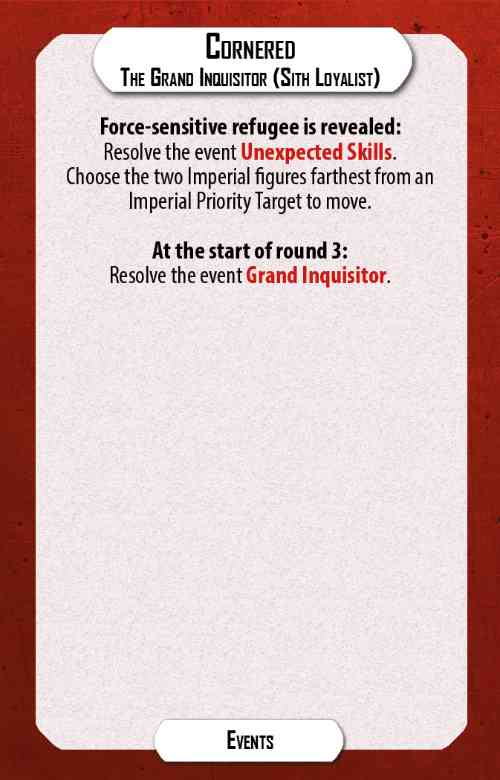 Cornered
The Grand Inquisitor (Sith Loyalist)
Force-sensitive refugee is revealed:
Resolve the event Unexpected Skills.
Choose the two Imperial figures farthest from an
Imperial Priority Target to move.
At the start of round 3:
Resolve the event Grand Inquisitor.
Events